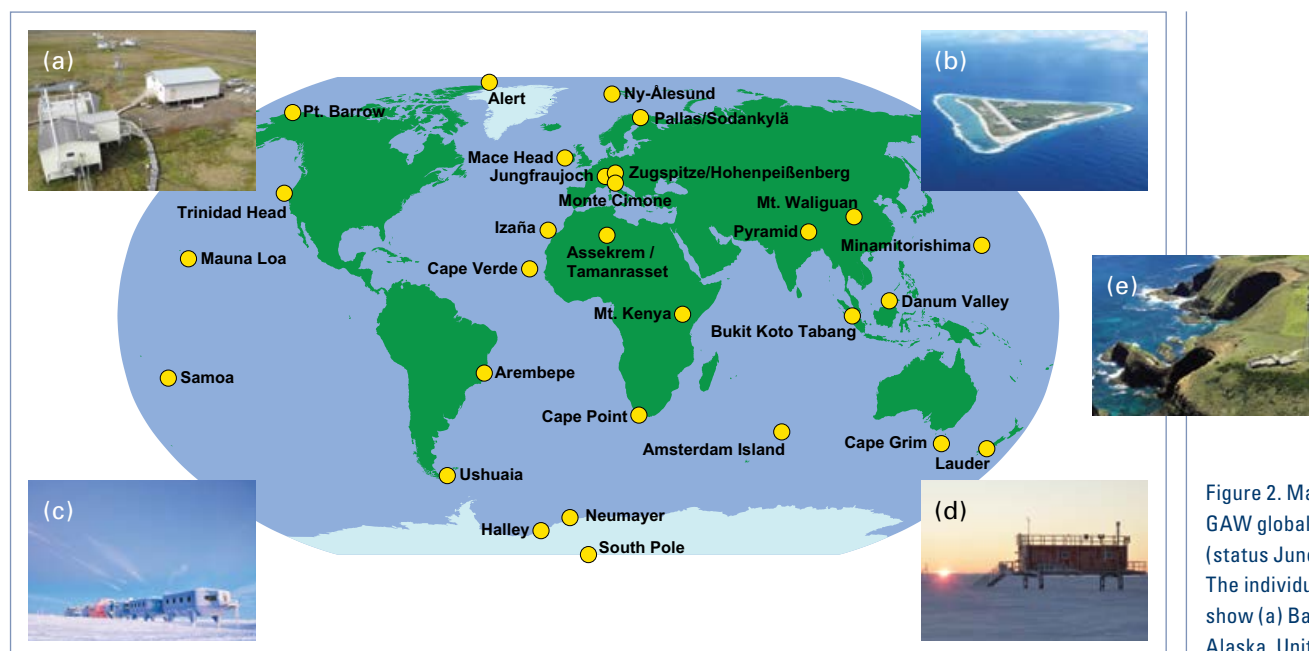 (a)
(b)
Alert
Ny-Ålesund
Pt. Barrow
Pallas/Sodankylä
Mace Head
Jungfraujoch
Zugspitze/Hohenpeißenberg
Monte Cimone
Mt. Waliguan
Trinidad Head
Izaña
Pyramid
Minamitorishima
Assekrem /
Tamanrasset
Mauna Loa
Cape Verde
(e)
Danum Valley
Mt. Kenya
Bukit Koto Tabang
Samoa
Arembepe
Cape Point
Amsterdam Island
Cape Grim
Lauder
Ushuaia
(c)
(d)
Neumayer
Halley
South Pole
Figure 2. Ma
GAW global
(status June
The individu
show (a) Ba
Alaska, Unit